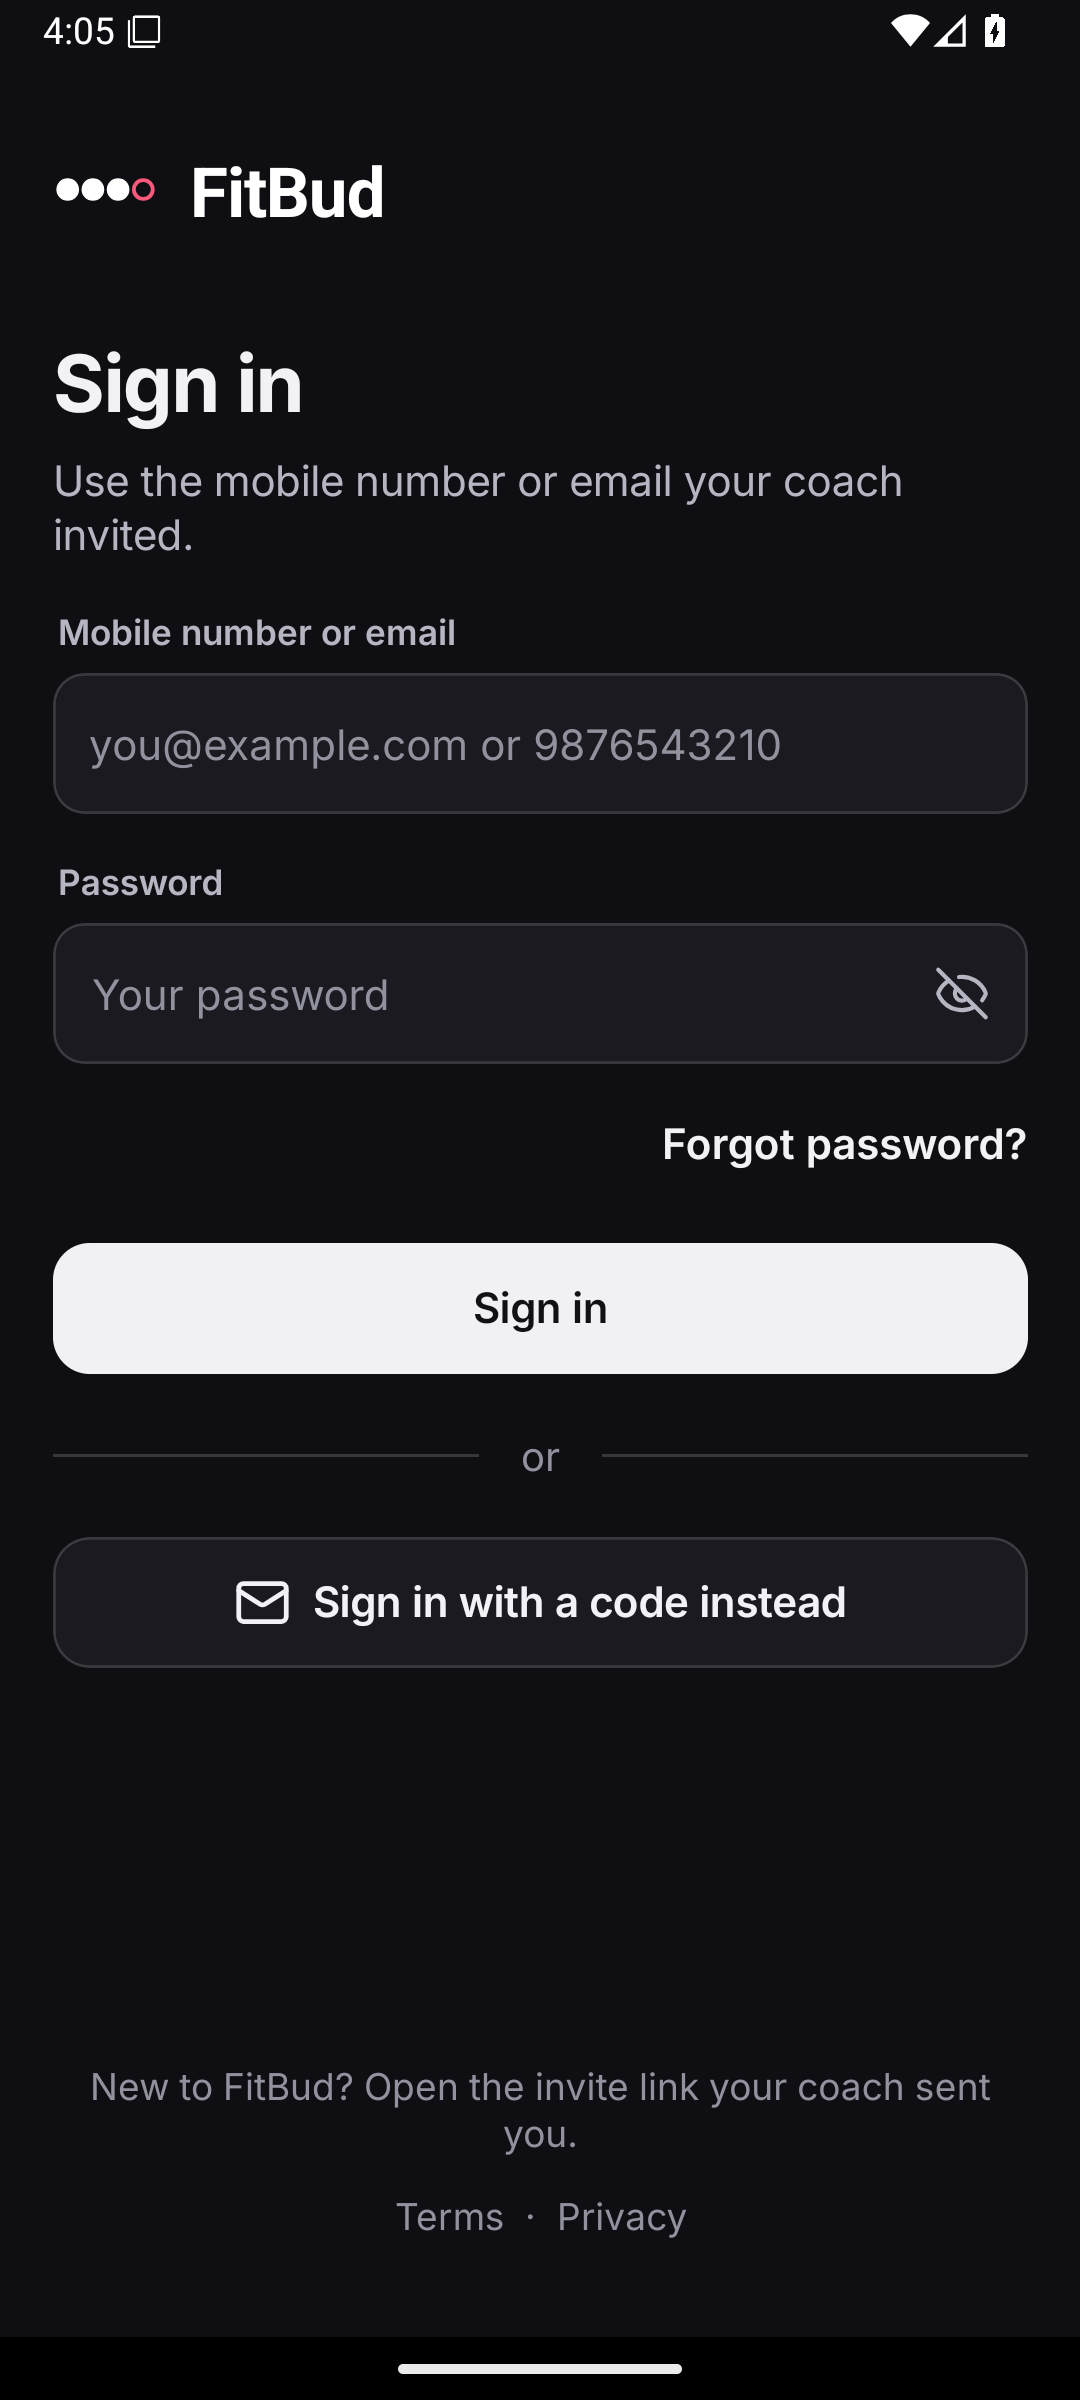 4:05
FitBud
Sign in
Use the mobile number or email your coach
invited.
Mobile number or email
you@example.com or 9876543210
Password
Your password
Forgot password?
Sign in
or
Sign in with a code instead
New to FitBud? Open the invite link your coach sent
you.
Terms · Privacy